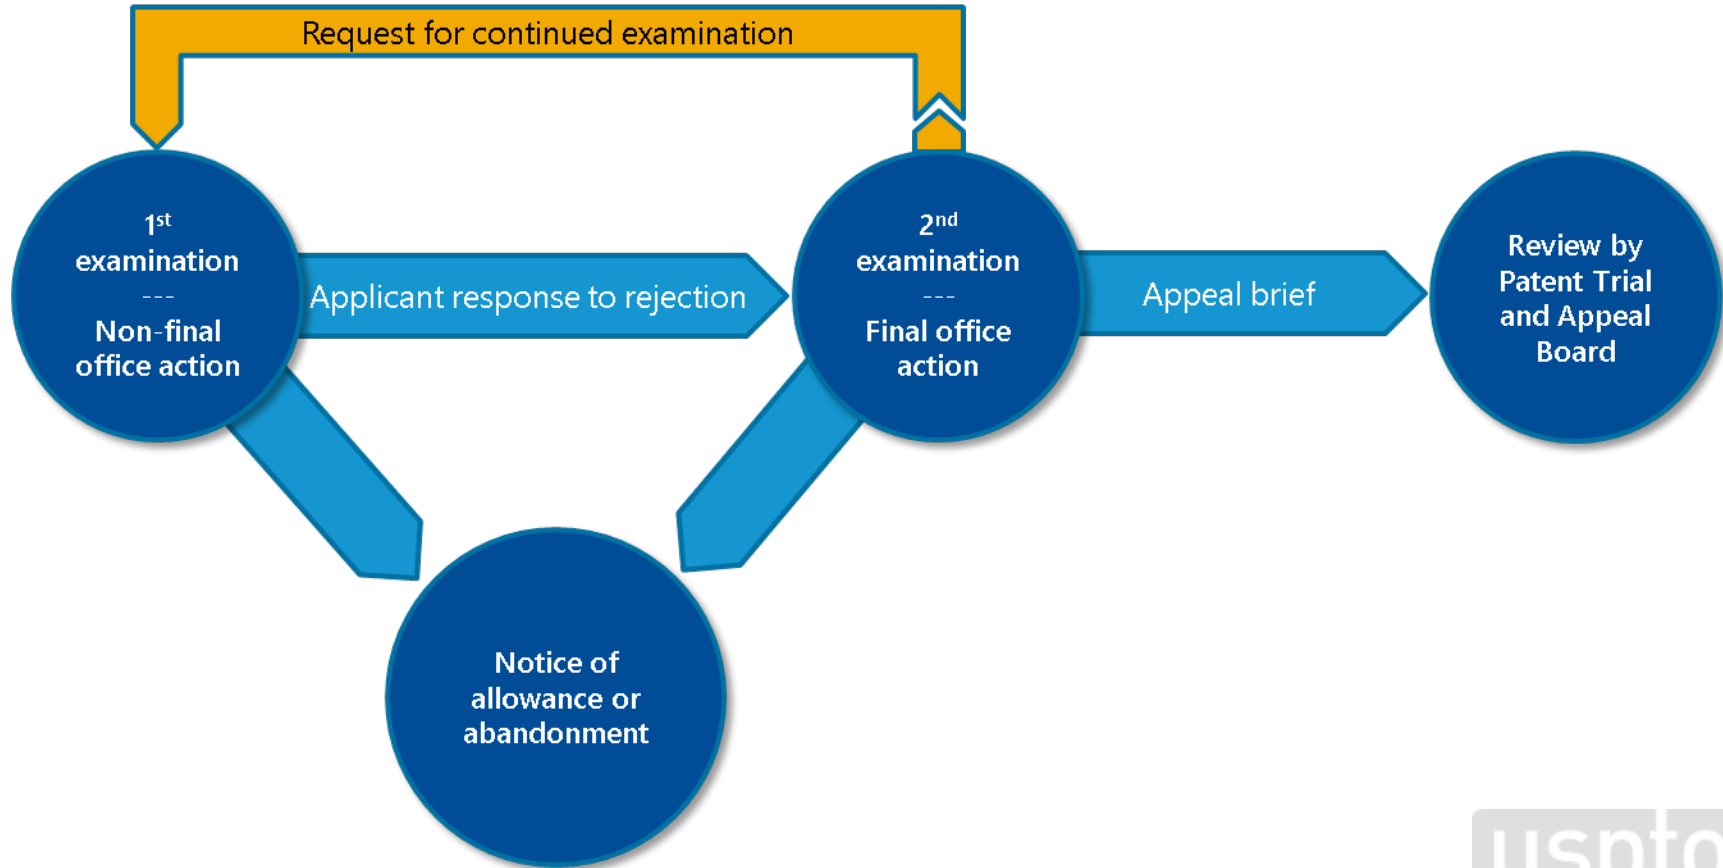 Request for continued examination
1st
examination
---
Non-final
office action
Applicant response to rejection
2nd
examination
---
Final office
action
Appeal brief
Review by
Patent Trial
and Appeal
Board
Notice of
allowance or
abandonment
uspto